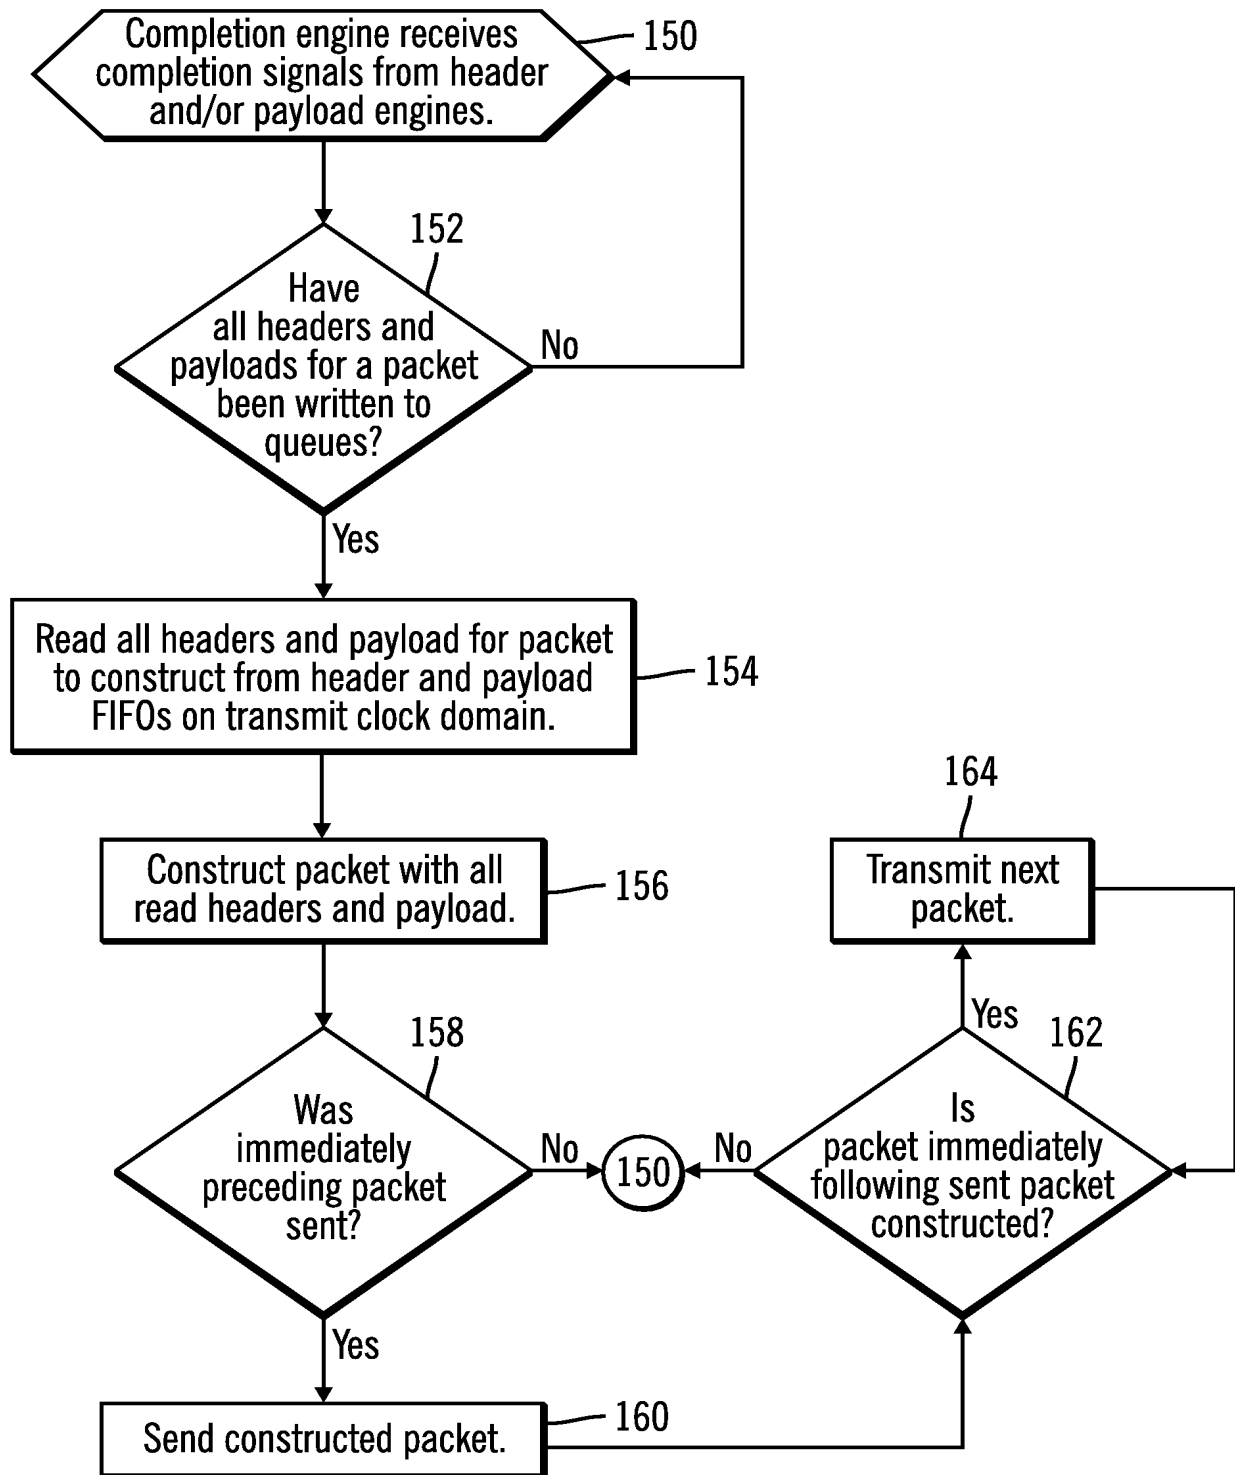 Completion engine receives
completion signals from header
and/or payload engines.
150
152
Have
all headers and
payloads for a packet
been written to
queues?
No
Yes
Read all headers and payload for packet
to construct from header and payload
FIFOs on transmit clock domain.
154
Construct packet with all
read headers and payload.
156
164
Transmit next
packet.
158
Was
immediately
preceding packet
sent?
No
150
No
Yes
162
Is
packet immediately
following sent packet
constructed?
Yes
Send constructed packet.
160